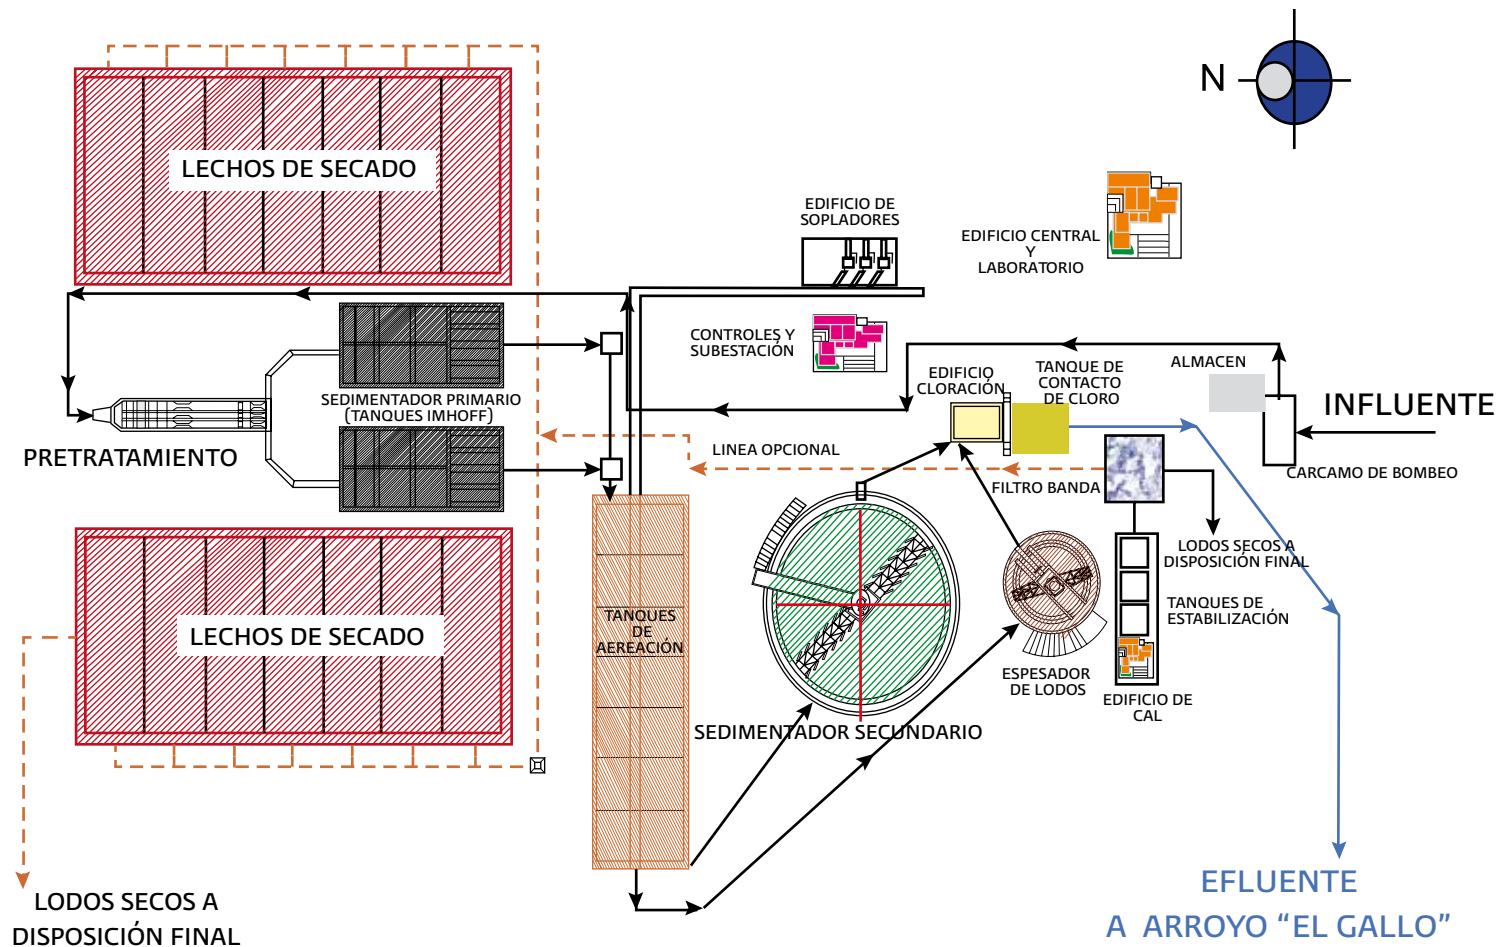 N
LECHOS DE SECADO
EDIFICIO DE
SOPLADORES
EDIFICIO CENTRAL
Y
LABORATORIO
CONTROLES Y
SUBESTACIÓN
EDIFICIO
CLORACIÓN
TANQUE DE
CONTACTO
DE CLORO
ALMACEN
INFLUENTE
SEDIMENTADOR PRIMARIO
(TANQUES IMHOFF)
PRETRATAMIENTO
LINEA OPCIONAL
FILTRO BANDA
CARCAMO DE BOMBEO
LODOS SECOS A
DISPOSICIÓN FINAL
TANQUES DE
ESTABILIZACIÓN
LECHOS DE SECADO
TANQUES
DE
AEREACIÓN
ESPESADOR
DE LODOS
EDIFICIO DE
CAL
SEDIMENTADOR SECUNDARIO
LODOS SECOS A
DISPOSICIÓN FINAL
EFLUENTE
A ARROYO “EL GALLO”